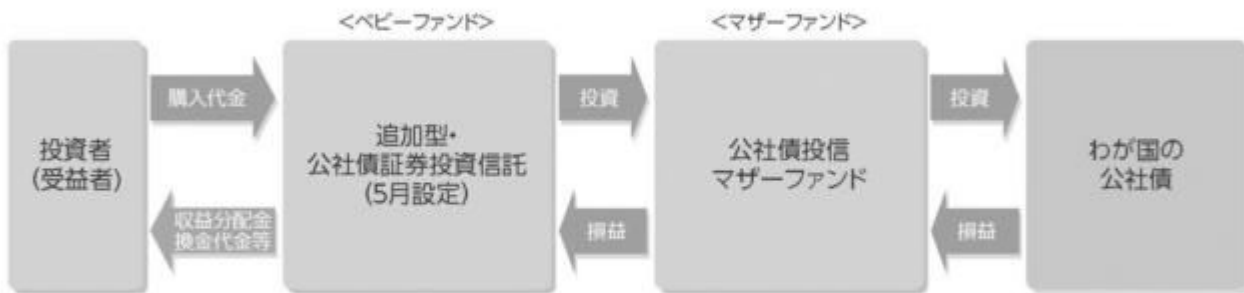 <ベビーファンド>
<マザーファンド>
投資者
(受益者)
購入代金
収益分配金
換金代金等
追加型・
公社債証券投資信託
(5月設定)
投資
損益
公社債投信
マザーファンド
投資
損益
わが国の
公社債